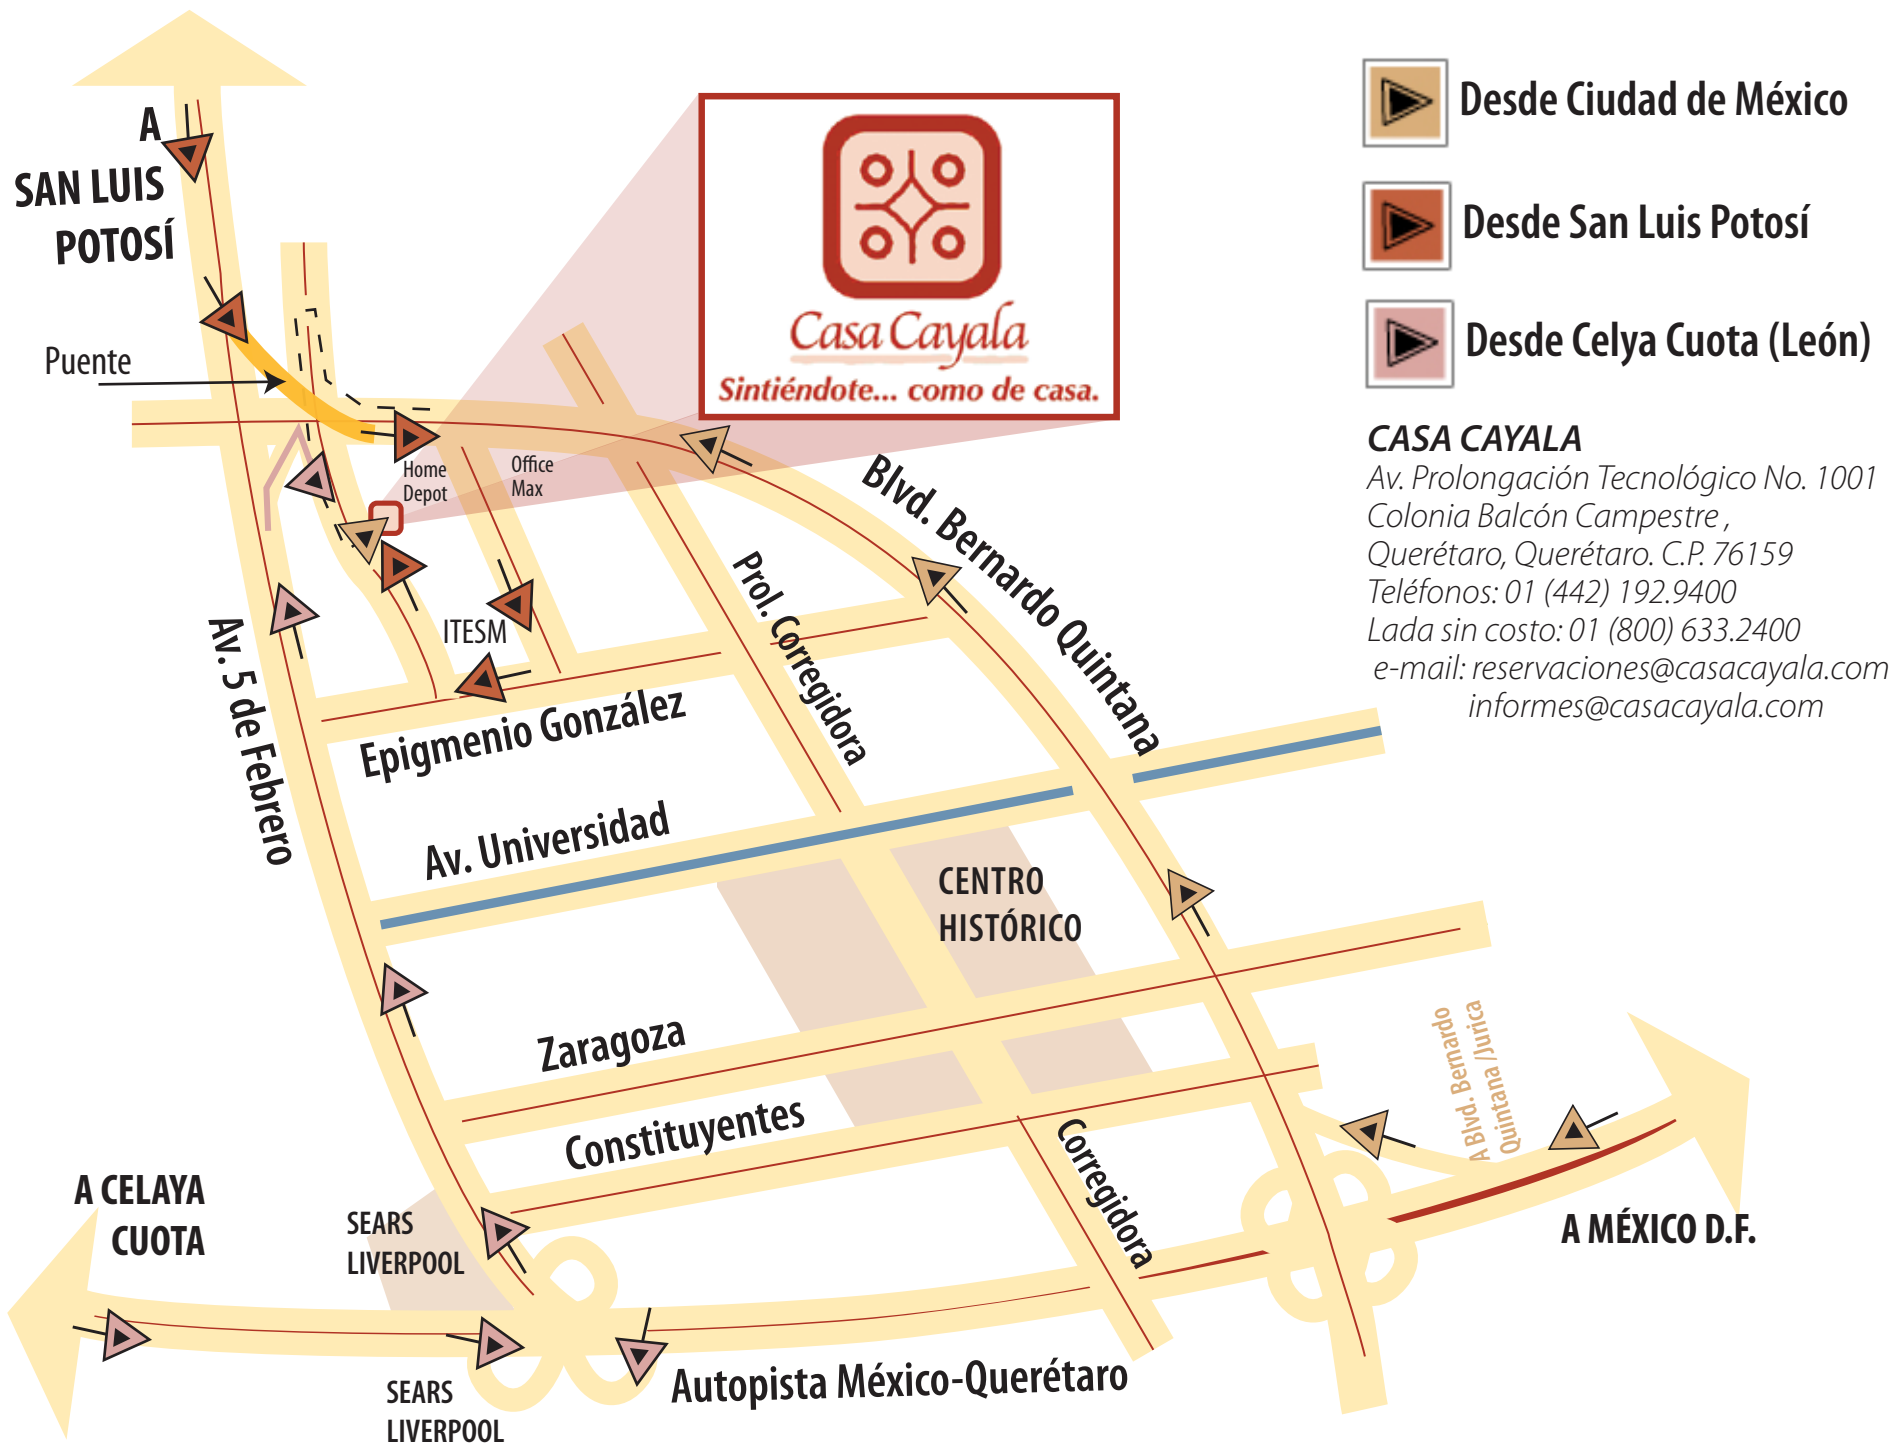 A
SAN LUIS
POTOSÍ
Puente
Casa Cayala
Sintiéndote... como de casa.
Desde Ciudad de México
Desde San Luis Potosí
Desde Celya Cuota (León)
CASA CAYALA
Av. Prolongación Tecnológico No. 1001
Colonia Balcón Campestre ,
Querétaro, Querétaro. C.P. 76159
Teléfonos: 01 (442) 192.9400
Lada sin costo: 01 (800) 633.2400
e-mail: reservaciones@casacayala.com
informes@casacayala.com
Home
Depot
Office
Max
Blvd. Bernardo Quintana
Prol. Corregidora
ITESM
Av. 5 de Febrero
Epigmenio González
Av. Universidad
CENTRO
HISTÓRICO
Zaragoza
Constituyentes
Corregidora
A Blvd. Bernardo
Quintana /Jurica
A CELAYA
CUOTA
SEARS
LIVERPOOL
A MÉXICO D.F.
SEARS
LIVERPOOL
Autopista México-Querétaro